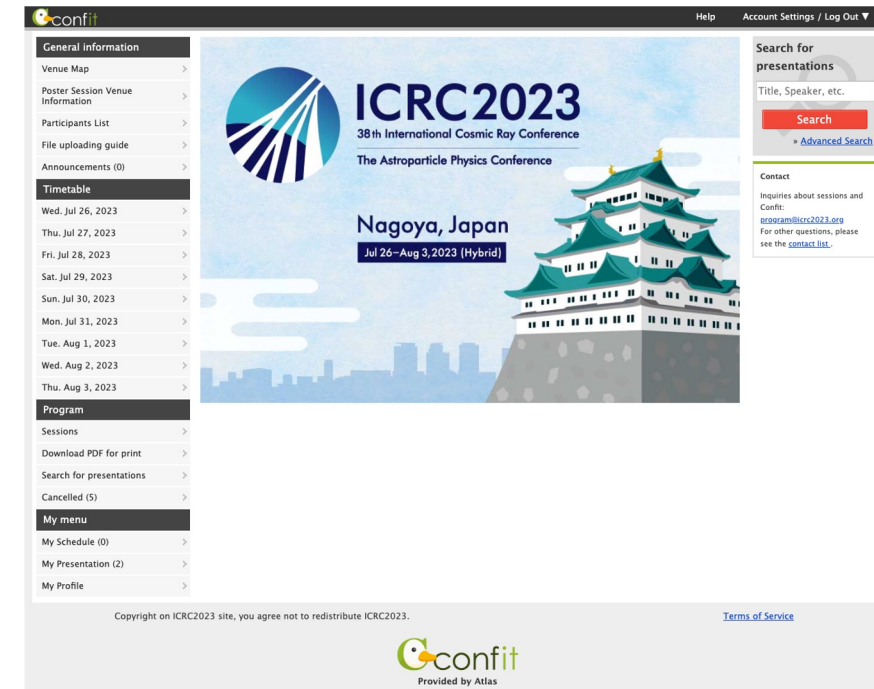 confit
Help
Account Settings / Log Out ▼
General information
Venue Map
Poster Session Venue
Information
Participants List
File uploading guide
Announcements (0)
Timetable
Wed. Jul 26, 2023
Thu. Jul 27, 2023
Fri. Jul 28, 2023
Sat. Jul 29, 2023
Sun. Jul 30, 2023
Mon. Jul 31, 2023
Tue. Aug 1, 2023
Wed. Aug 2, 2023
Thu. Aug 3, 2023
Program
Sessions
Download PDF for print
Search for presentations
Cancelled (5)
My menu
My Schedule (0)
My Presentation (2)
My Profile
ICRC2023
38th International Cosmic Ray Conference
The Astroparticle Physics Conference
Nagoya, Japan
Jul 26–Aug 3,2023 (Hybrid)
Search for
presentations
Title, Speaker, etc.
Search
» Advanced Search
Contact
Inquiries about sessions and
Confit:
program@icrc2023.org
For other questions, please
see the contact list .
Copyright on ICRC2023 site, you agree not to redistribute ICRC2023.
Terms of Service
confit
Provided by Atlas